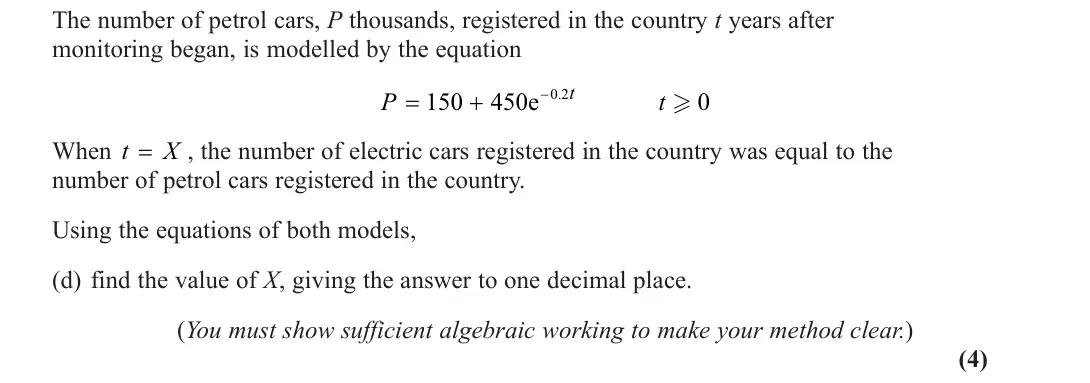 The number of petrol cars, P thousands, registered in the country t years after
monitoring began, is modelled by the equation
P = 150 + 450e^{−0.2t}    t ⩾ 0
When t = X , the number of electric cars registered in the country was equal to the
number of petrol cars registered in the country.
Using the equations of both models,
(d) find the value of X, giving the answer to one decimal place.
(You must show sufficient algebraic working to make your method clear.)
(4)